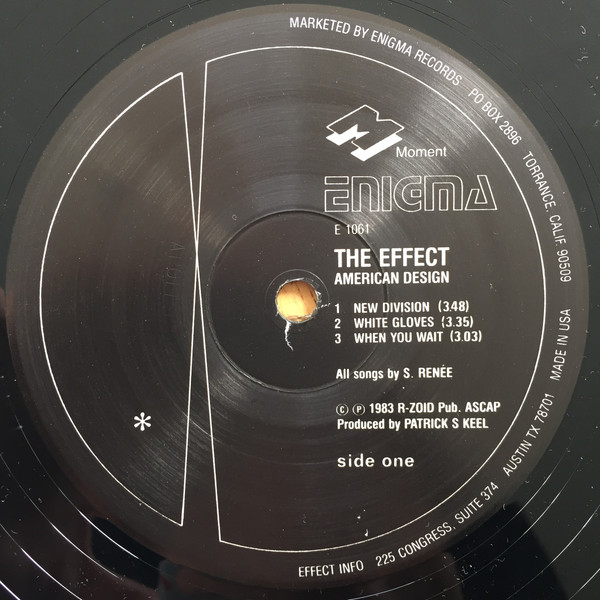 MARKETED BY ENIGMA RECORDS PO BOX 2896 TORRANCE, CALIF. 90509
Moment
ENIGMA
E 1061
THE EFFECT
AMERICAN DESIGN
1 NEW DIVISION (3.48)
2 WHITE GLOVES (3.35)
3 WHEN YOU WAIT (3.03)
All songs by S. RENÉE
© ℗ 1983 R-ZOID Pub. ASCAP
Produced by PATRICK S KEEL
side one
*
EFFECT INFO 225 CONGRESS, SUITE 374 AUSTIN TX 78701 MADE IN USA